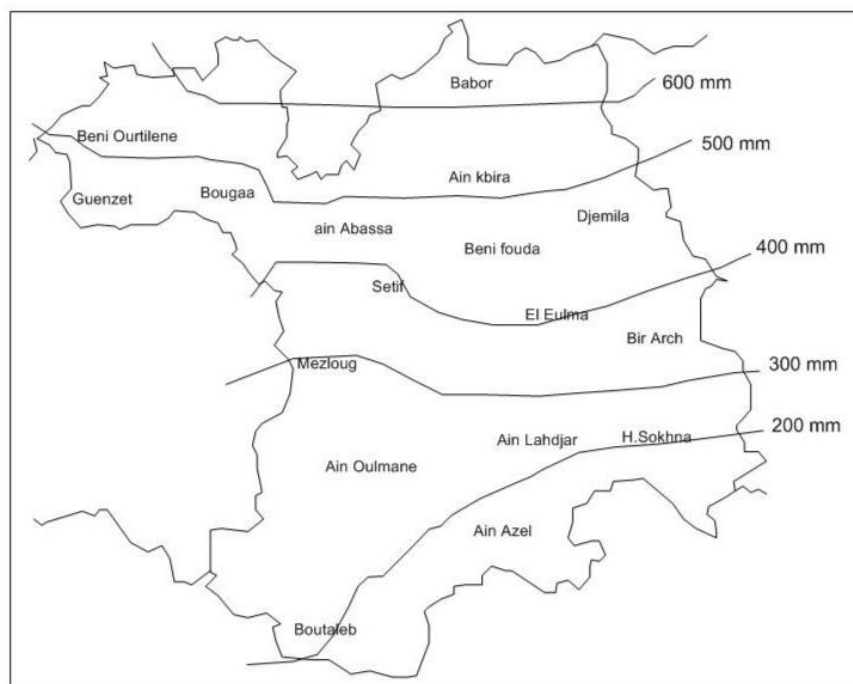 Babor
600 mm
Beni Ourtilene
500 mm
Ain kbira
Bougaa
Guenzet
Djemila
ain Abassa
Beni fouda
400 mm
Setif
El Eulma
Bir Arch
Mezloug
300 mm
200 mm
H.Sokhna
Ain Lahdjar
Ain Oulmane
Ain Azel
Boutaleb